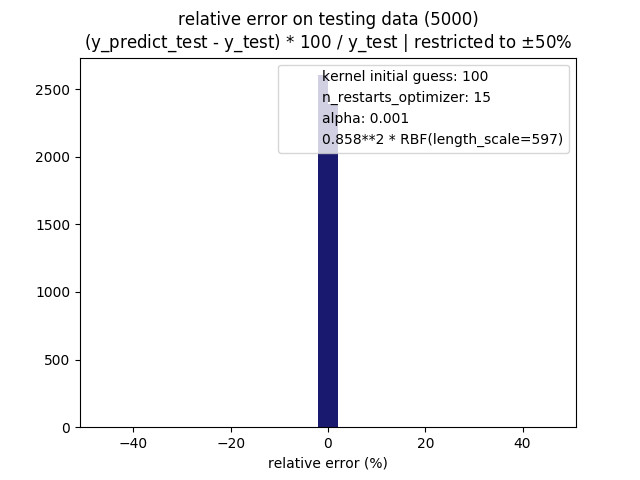 relative error on testing data (5000)
(y_predict_test - y_test) * 100 / y_test | restricted to ±50%
kernel initial guess: 100
n_restarts_optimizer: 15
alpha: 0.001
0.858**2 * RBF(length_scale=597)
2500
2000
1500
1000
500
0
−40 −20 0 20 40
relative error (%)